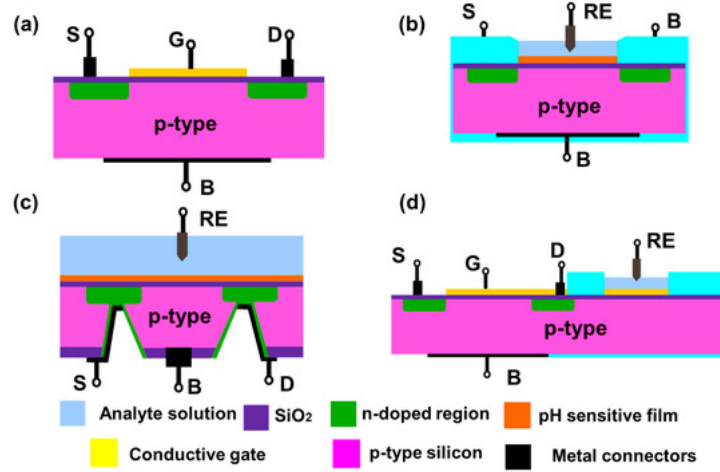 (a)
S
G
D
p-type
B
(b)
S
RE
B
p-type
B
(c)
RE
p-type
S
B
D
(d)
S
G
D
RE
p-type
B
Analyte solution
SiO₂
n-doped region
pH sensitive film
Conductive gate
p-type silicon
Metal connectors